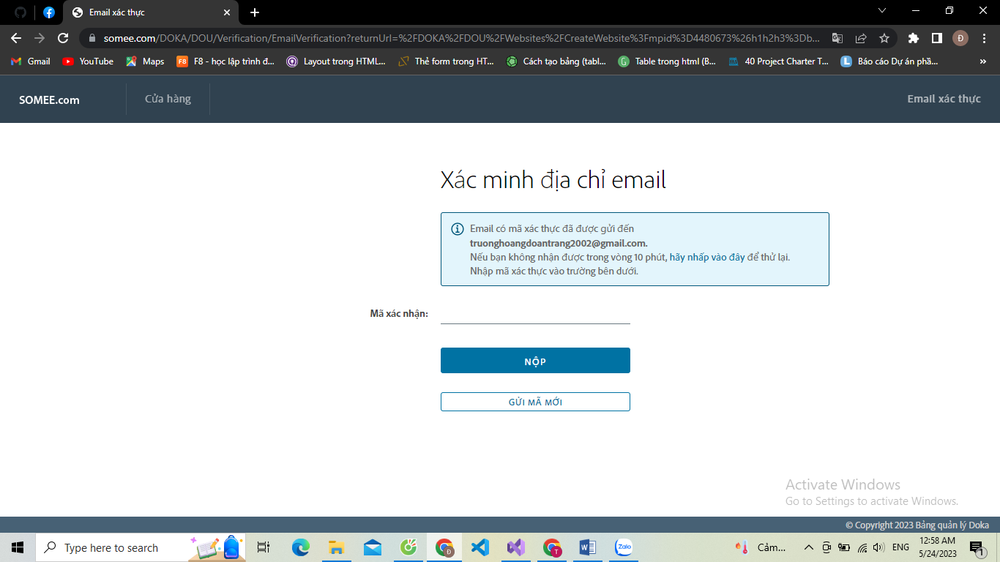 Email xác thực
somee.com/DOKA/DOU/Verification/EmailVerification?returnUrl=%2FDOKA%2FDOU%2FWebsites%2FCreateWebsite%3Fmpid%3D4480673%26h1h2h3%3Db...
Đ
Gmail
YouTube
Maps
F8
F8 - học lập trình đ...
Layout trong HTML...
Thẻ form trong HT...
Cách tạo bảng (tabl...
G
Table trong html (B...
40 Project Charter T...
L
Báo cáo Dự án phầ...
»
SOMEE.com
Cửa hàng
Email xác thực
Xác minh địa chỉ email
Email có mã xác thực đã được gửi đến
truonghoangdoantrang2002@gmail.com.
Nếu bạn không nhận được trong vòng 10 phút, hãy nhấp vào đây để thử lại.
Nhập mã xác thực vào trường bên dưới.
Mã xác nhận:
NỘP
GỬI MÃ MỚI
Activate Windows
Go to Settings to activate Windows.
© Copyright 2023 Bảng quản lý Doka
Type here to search
Đ
T
W
Zalo
Cảm...
ENG
12:58 AM
5/24/2023
1